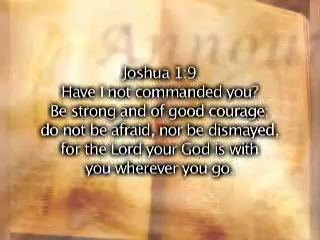 Annou
Joshua 1:9
Have I not commanded you?
Be strong and of good courage;
do not be afraid, nor be dismayed,
for the Lord your God is with
you wherever you go.